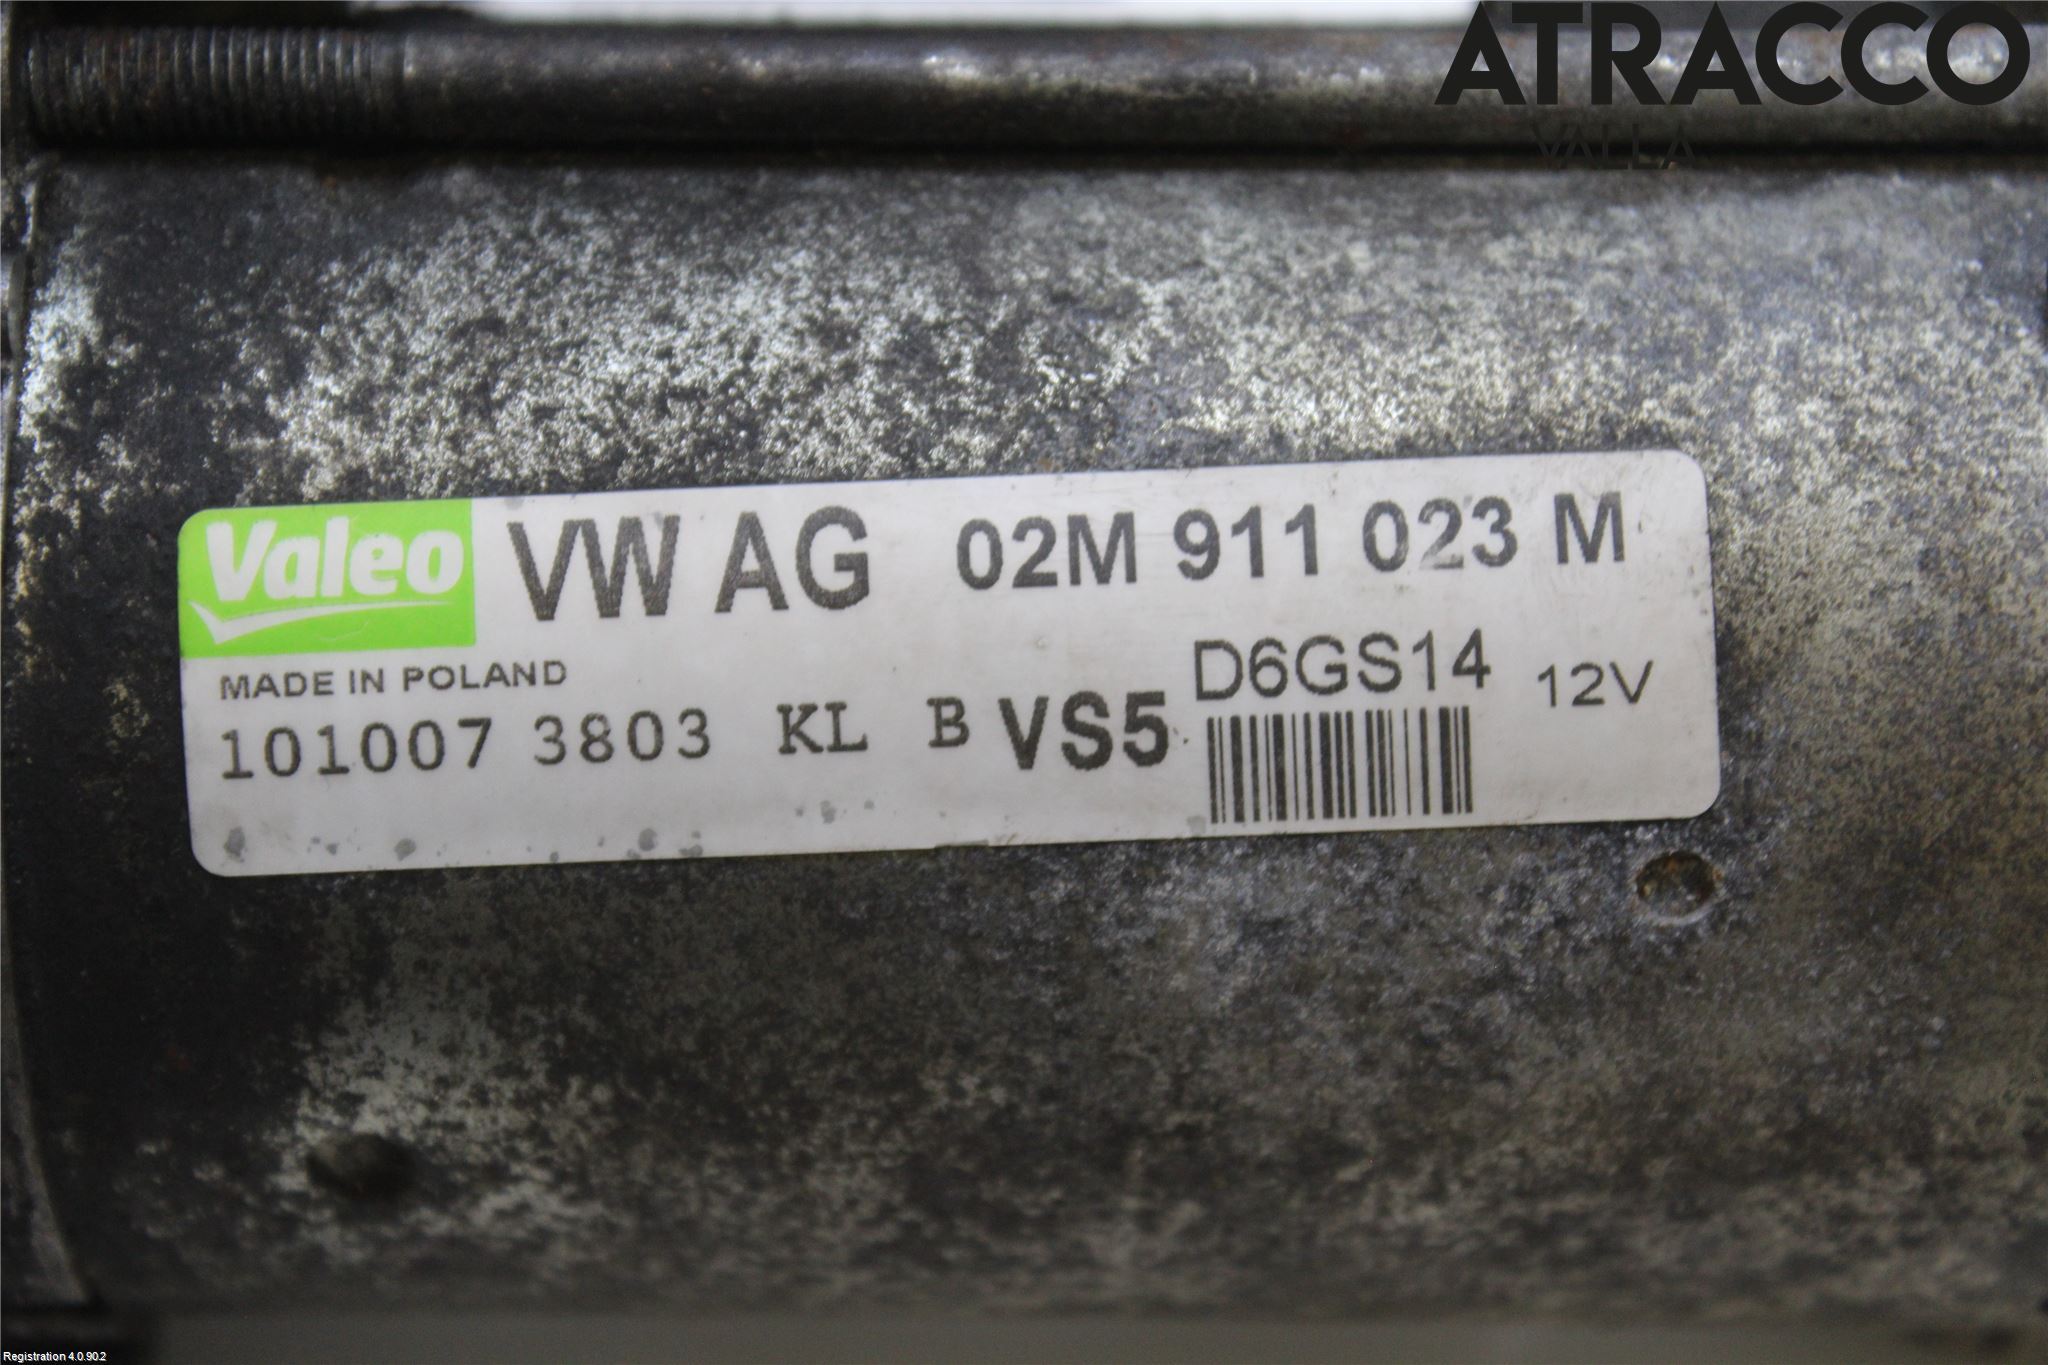 ATRACCO
VALLA
Valeo VW AG 02M 911 023 M
MADE IN POLAND D6GS14 12V
101007 3803 KL B VS5
Registration 4.0.90.2